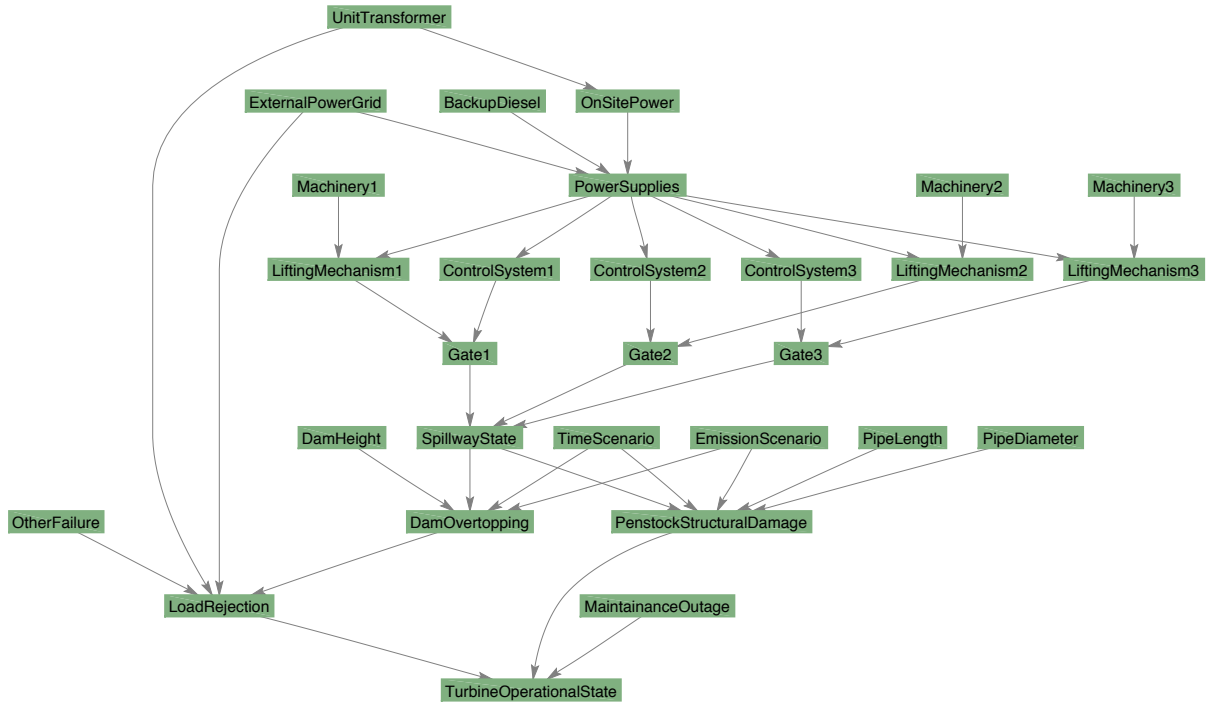 UnitTransformer
ExternalPowerGrid
BackupDiesel
OnSitePower
Machinery1
PowerSupplies
Machinery2
Machinery3
LiftingMechanism1
ControlSystem1
ControlSystem2
ControlSystem3
LiftingMechanism2
LiftingMechanism3
Gate1
Gate2
Gate3
DamHeight
SpillwayState
TimeScenario
EmissionScenario
PipeLength
PipeDiameter
OtherFailure
DamOvertopping
PenstockStructuralDamage
LoadRejection
MaintainanceOutage
TurbineOperationalState